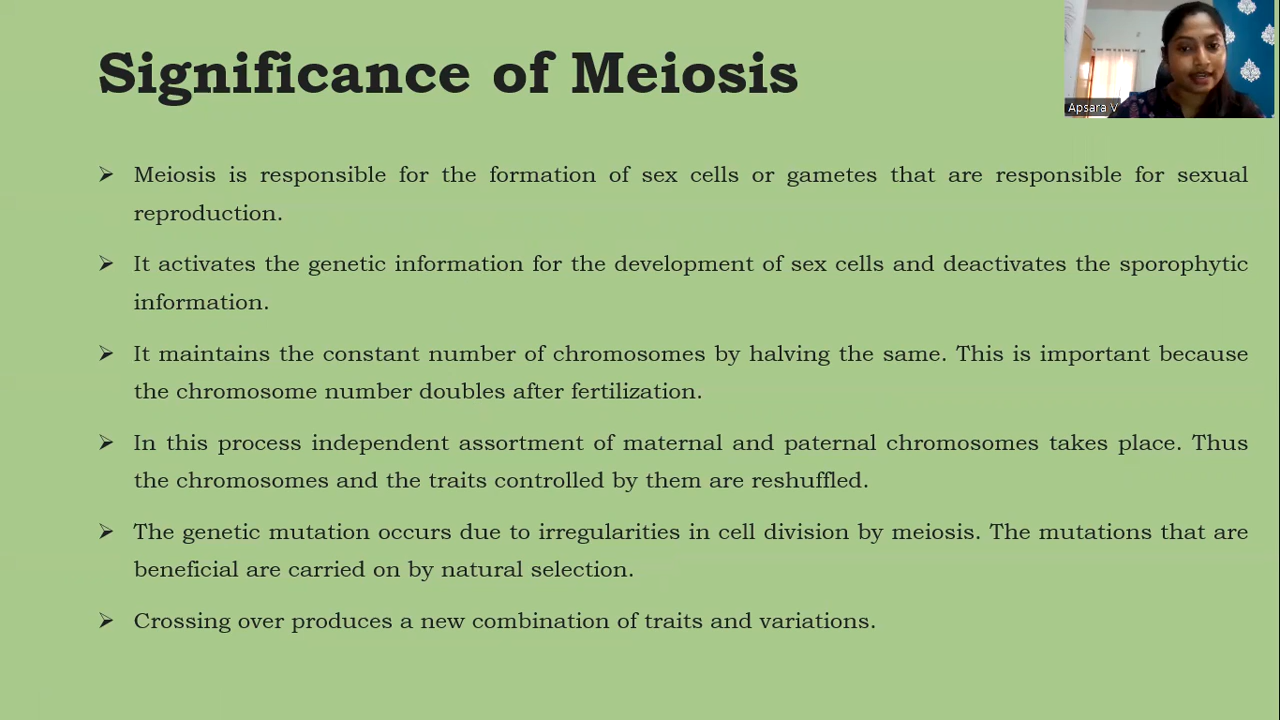 Significance of Meiosis
Apsara V
➢ Meiosis is responsible for the formation of sex cells or gametes that are responsible for sexual
reproduction.
➢ It activates the genetic information for the development of sex cells and deactivates the sporophytic
information.
➢ It maintains the constant number of chromosomes by halving the same. This is important because
the chromosome number doubles after fertilization.
➢ In this process independent assortment of maternal and paternal chromosomes takes place. Thus
the chromosomes and the traits controlled by them are reshuffled.
➢ The genetic mutation occurs due to irregularities in cell division by meiosis. The mutations that are
beneficial are carried on by natural selection.
➢ Crossing over produces a new combination of traits and variations.